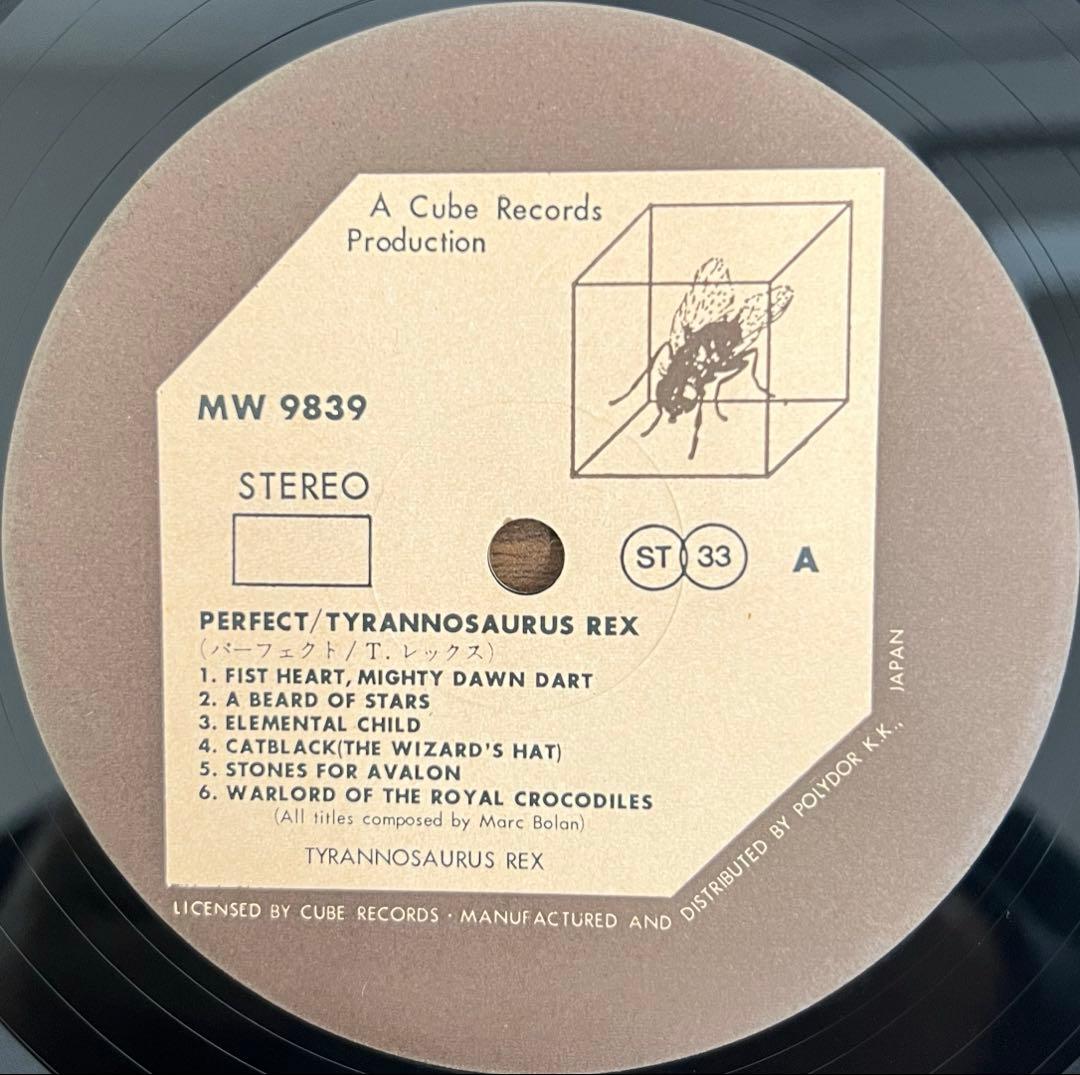 A Cube Records
Production
MW 9839
STEREO
ST 33
A
PERFECT/TYRANNOSAURUS REX
(パーフェクト/T. レックス)
1. FIST HEART, MIGHTY DAWN DART
2. A BEARD OF STARS
3. ELEMENTAL CHILD
4. CATBLACK(THE WIZARD'S HAT)
5. STONES FOR AVALON
6. WARLORD OF THE ROYAL CROCODILES
(All titles composed by Marc Bolan)
TYRANNOSAURUS REX
LICENSED BY CUBE RECORDS · MANUFACTURED AND DISTRIBUTED BY POLYDOR K.K., JAPAN